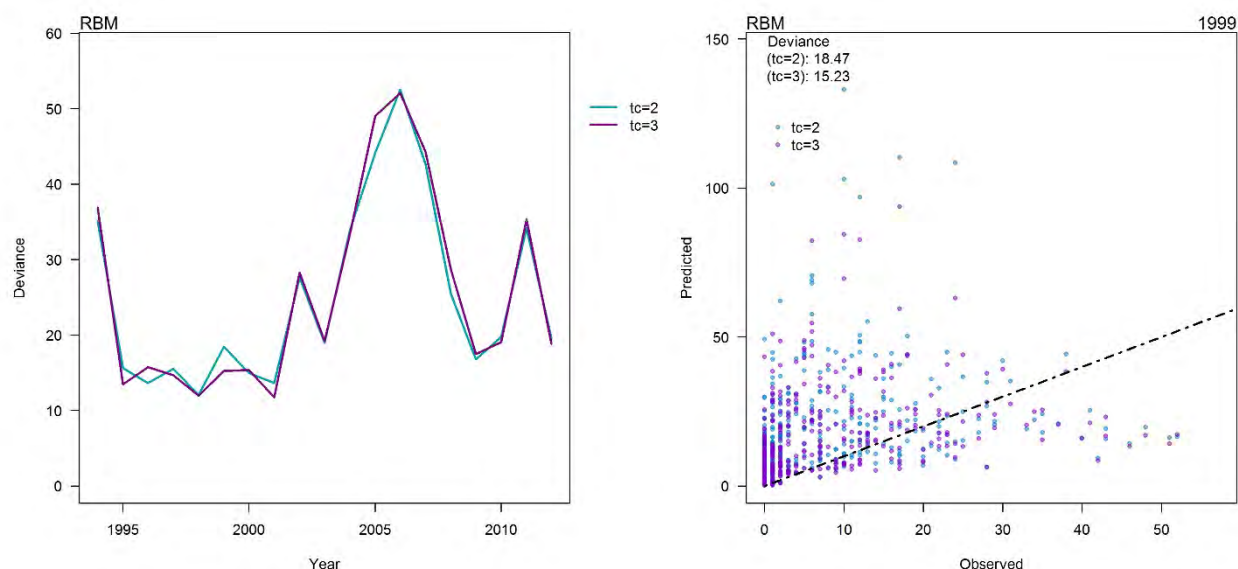 RBM
60
50
40
30
20
10
0
Deviance
1995
2000
2005
2010
Year
tc=2
tc=3
RBM
1999
150
100
50
0
Predicted
Deviance
(tc=2): 18.47
(tc=3): 15.23
tc=2
tc=3
0
10
20
30
40
50
Observed